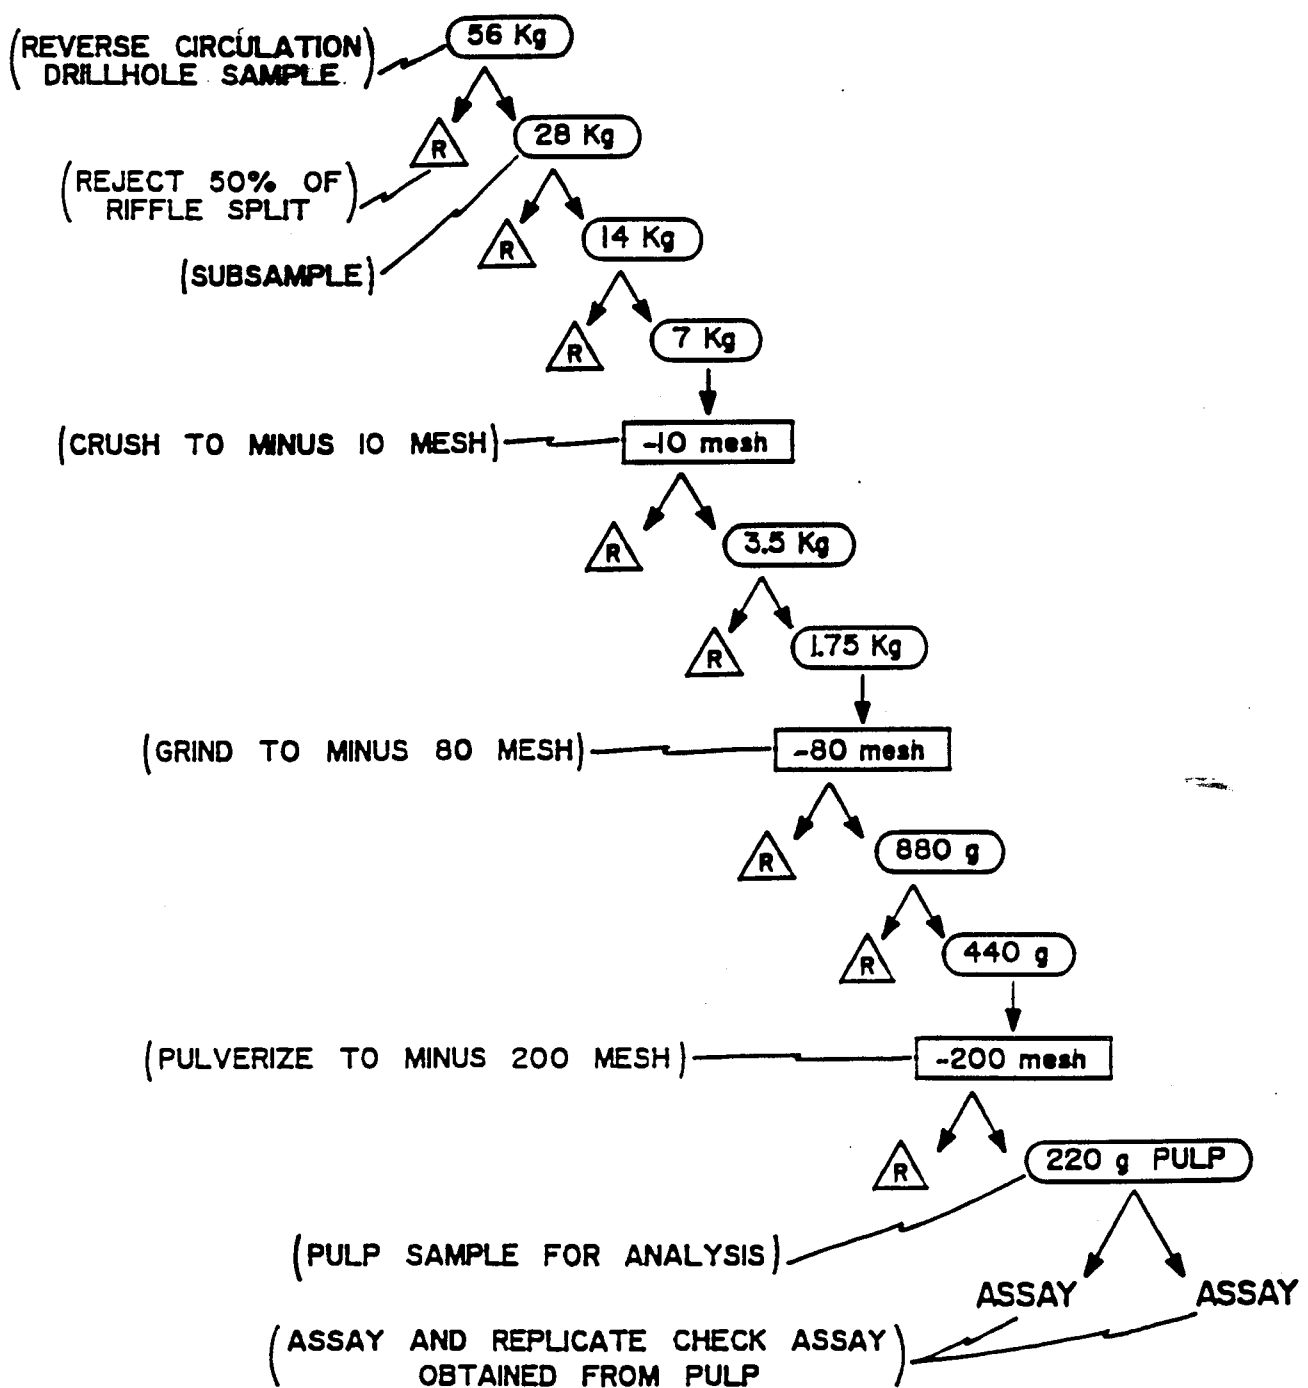 56 Kg
(REVERSE CIRCULATION
DRILLHOLE SAMPLE)
R
28 Kg
(REJECT 50% OF
RIFFLE SPLIT)
R
14 Kg
(SUBSAMPLE)
R
7 Kg
(CRUSH TO MINUS 10 MESH)
-10 mesh
R
3.5 Kg
R
1.75 Kg
(GRIND TO MINUS 80 MESH)
-80 mesh
R
880 g
R
440 g
(PULVERIZE TO MINUS 200 MESH)
-200 mesh
R
220 g PULP
(PULP SAMPLE FOR ANALYSIS)
ASSAY
ASSAY
(ASSAY AND REPLICATE CHECK ASSAY
OBTAINED FROM PULP)